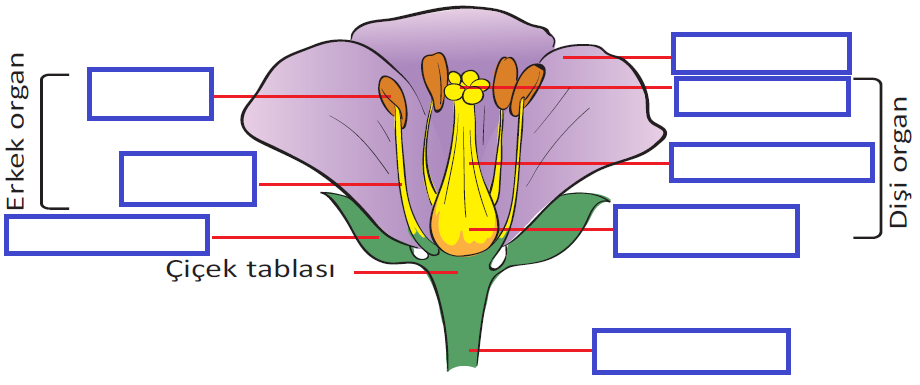 Erkek organ
Çiçek tablası
Dişi organ